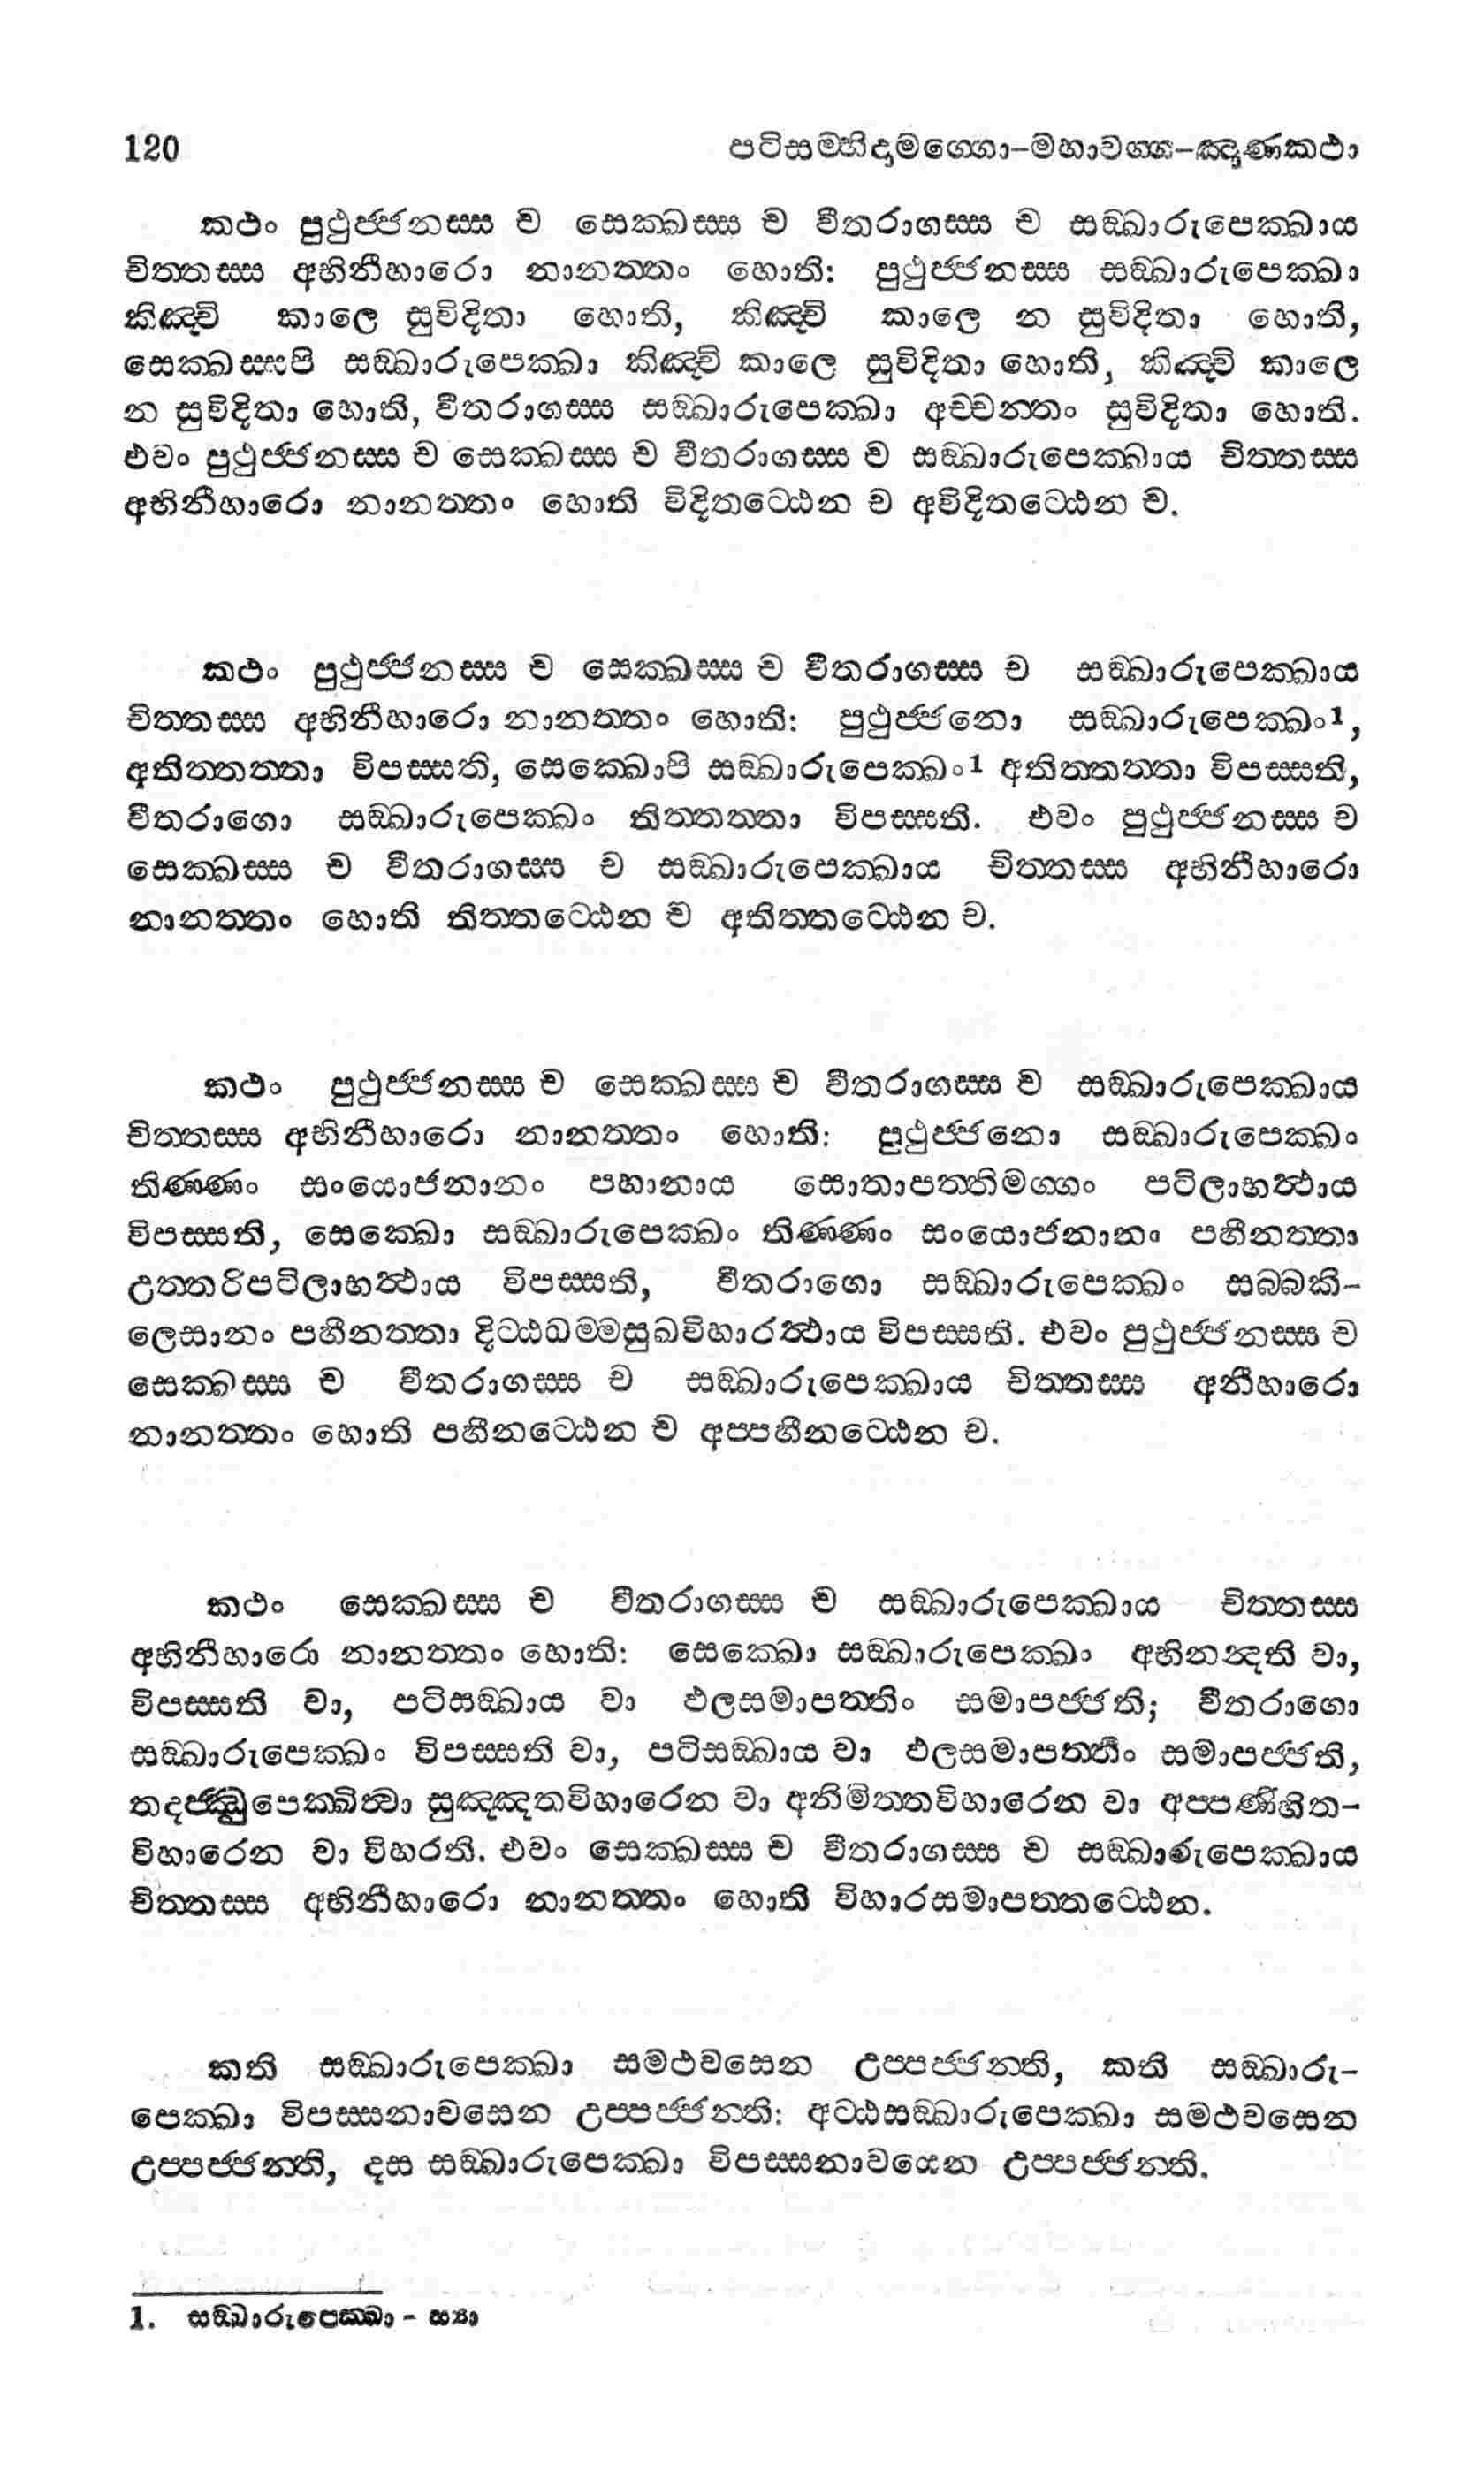 120 පටිසම්භිදාමග්ගො–මහාවග්ග–ඤාණකථා
කථං පුථුජ්ජනස්ස ච සෙක්ඛස්ස ච වීතරාගස්ස ච සඞ්ඛාරුපෙක්ඛාය
චිත්තස්ස අභිනීහාරො නානත්තං හොති: පුථුජ්ජනස්ස සඞ්ඛාරුපෙක්ඛා
කිඤ්චි කාලෙ සුවිදිතා හොති, කිඤ්චි කාලෙ න සුවිදිතා හොති,
සෙක්ඛස්සපි සඞ්ඛාරුපෙක්ඛා කිඤ්චි කාලෙ සුවිදිතා හොති, කිඤ්චි කාලෙ
න සුවිදිතා හොති, වීතරාගස්ස සඞ්ඛාරුපෙක්ඛා අච්චන්තං සුවිදිතා හොති.
එවං පුථුජ්ජනස්ස ච සෙක්ඛස්ස ච වීතරාගස්ස ච සඞ්ඛාරුපෙක්ඛාය චිත්තස්ස
අභිනීහාරො නානත්තං හොති විදිතට්ඨෙන ච අවිදිතට්ඨෙන ච.
කථං පුථුජ්ජනස්ස ච සෙක්ඛස්ස ච වීතරාගස්ස ච සඞ්ඛාරුපෙක්ඛාය
චිත්තස්ස අභිනීහාරො නානත්තං හොති: පුථුජ්ජනො සඞ්ඛාරුපෙක්ඛං1,
අතිත්තත්තා විපස්සති, සෙක්ඛොපි සඞ්ඛාරුපෙක්ඛං1 අතිත්තත්තා විපස්සති,
වීතරාගො සඞ්ඛාරුපෙක්ඛං තිත්තත්තා විපස්සති. එවං පුථුජ්ජනස්ස ච
සෙක්ඛස්ස ච වීතරාගස්ස ච සඞ්ඛාරුපෙක්ඛාය චිත්තස්ස අභිනීහාරො
නානත්තං හොති තිත්තට්ඨෙන ච අතිත්තට්ඨෙන ච.
කථං පුථුජ්ජනස්ස ච සෙක්ඛස්ස ච වීතරාගස්ස ච සඞ්ඛාරුපෙක්ඛාය
චිත්තස්ස අභිනීහාරො නානත්තං හොති: පුථුජ්ජනො සඞ්ඛාරුපෙක්ඛං
තිණ්ණං සංයොජනානං පහානාය සොතාපත්තිමග්ගං පටිලාභත්ථාය
විපස්සති, සෙක්ඛො සඞ්ඛාරුපෙක්ඛං තිණ්ණං සංයොජනානං පහීනත්තා
උත්තරිපටිලාභත්ථාය විපස්සති, වීතරාගො සඞ්ඛාරුපෙක්ඛං සබ්බකි-
ලෙසානං පහීනත්තා දිට්ඨධම්මසුඛවිහාරත්ථාය විපස්සති. එවං පුථුජ්ජනස්ස ච
සෙක්ඛස්ස ච වීතරාගස්ස ච සඞ්ඛාරුපෙක්ඛාය චිත්තස්ස අනීහාරො
නානත්තං හොති පහීනට්ඨෙන ච අප්පහීනට්ඨෙන ච.
කථං සෙක්ඛස්ස ච වීතරාගස්ස ච සඞ්ඛාරුපෙක්ඛාය චිත්තස්ස
අභිනීහාරො නානත්තං හොති: සෙක්ඛො සඞ්ඛාරුපෙක්ඛං අභිනන්දති වා,
විපස්සති වා, පටිසඞ්ඛාය වා ඵලසමාපත්තිං සමාපජ්ජති; වීතරාගො
සඞ්ඛාරුපෙක්ඛං විපස්සති වා, පටිසඞ්ඛාය වා ඵලසමාපත්තිං සමාපජ්ජති,
තදජ්ඣුපෙක්ඛිත්වා සුඤ්ඤතවිහාරෙන වා අනිමිත්තවිහාරෙන වා අප්පණිහිත-
විහාරෙන වා විහරති. එවං සෙක්ඛස්ස ච වීතරාගස්ස ච සඞ්ඛාරුපෙක්ඛාය
චිත්තස්ස අභිනීහාරො නානත්තං හොති විහාරසමාපත්තට්ඨෙන.
කති සඞ්ඛාරුපෙක්ඛා සමථවසෙන උප්පජ්ජන්ති, කති සඞ්ඛාරු-
පෙක්ඛා විපස්සනාවසෙන උප්පජ්ජන්ති: අට්ඨසඞ්ඛාරුපෙක්ඛා සමථවසෙන
උප්පජ්ජන්ති, දස සඞ්ඛාරුපෙක්ඛා විපස්සනාවසෙන උප්පජ්ජන්ති.
1. සඞ්ඛාරුපෙක්ඛා - ස්‍යා